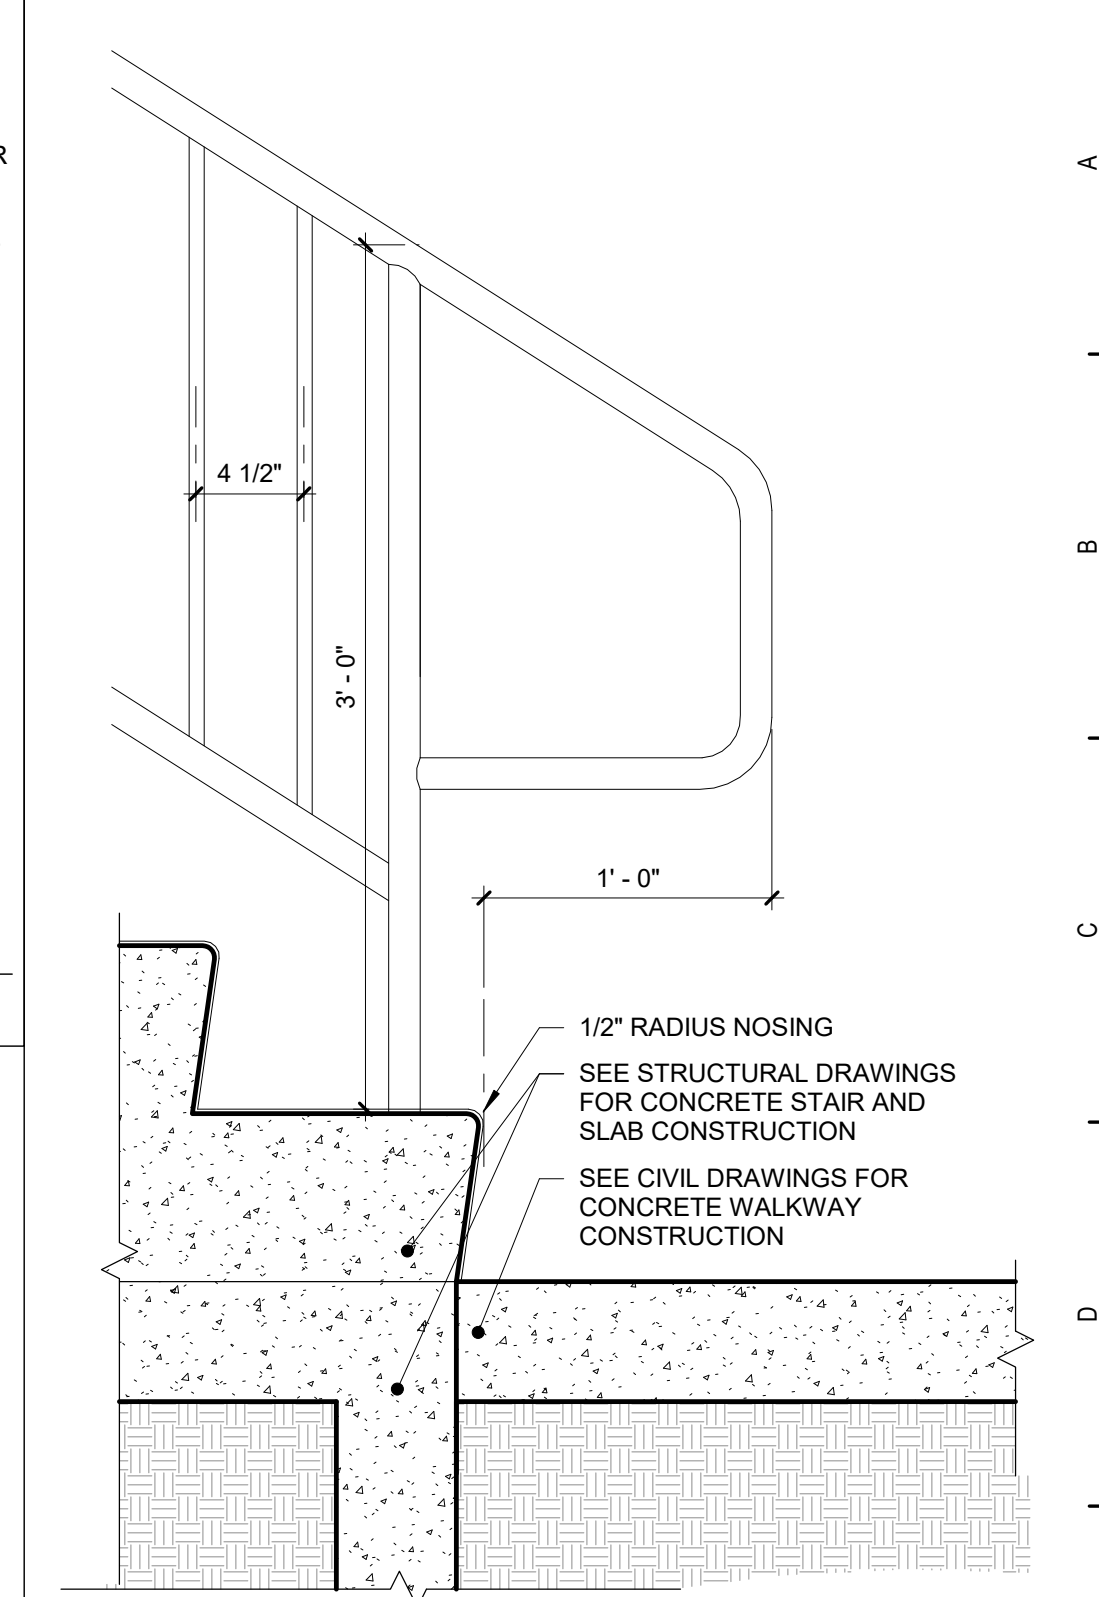 R
A
4 1/2"
B
3' - 0"
1' - 0"
C
1/2" RADIUS NOSING
SEE STRUCTURAL DRAWINGS
FOR CONCRETE STAIR AND
SLAB CONSTRUCTION
SEE CIVIL DRAWINGS FOR
CONCRETE WALKWAY
CONSTRUCTION
D